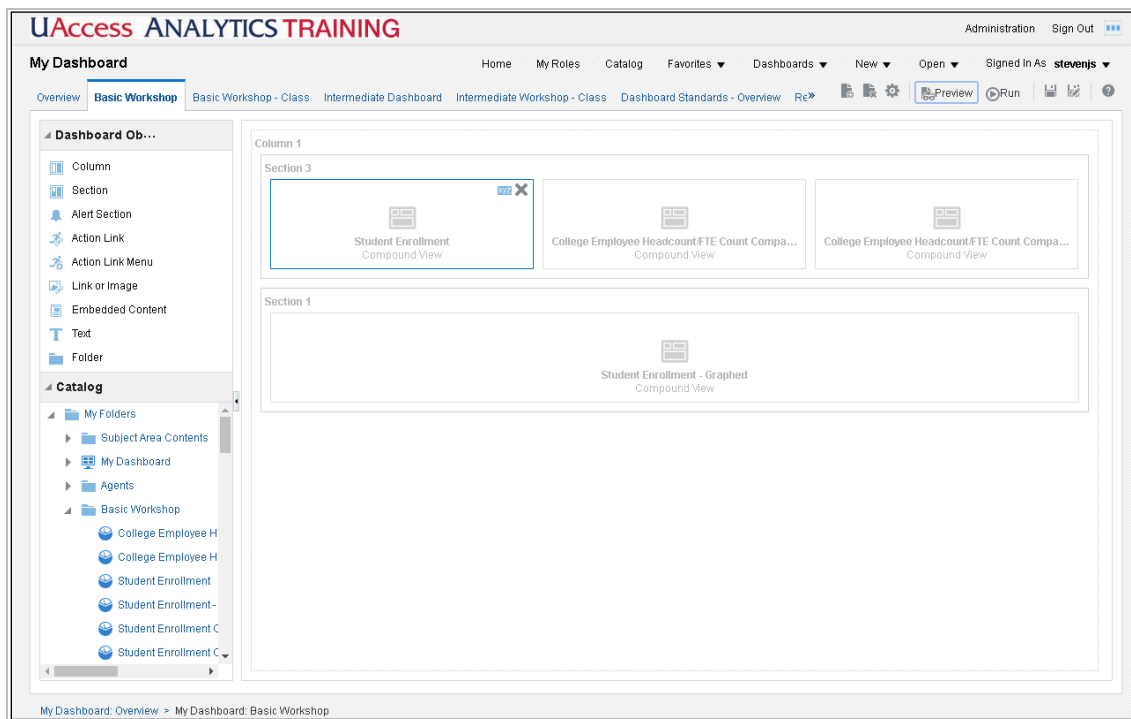 UAccess ANALYTICS TRAINING
Administration Sign Out
My Dashboard
Home My Roles Catalog Favorites Dashboards New Open Signed In As stevenjs
Overview Basic Workshop Basic Workshop - Class Intermediate Dashboard Intermediate Workshop - Class Dashboard Standards - Overview Re»
Preview Run
Dashboard Ob...
Column
Section
Alert Section
Action Link
Action Link Menu
Link or Image
Embedded Content
Text
Folder
Catalog
My Folders
Subject Area Contents
My Dashboard
Agents
Basic Workshop
College Employee H
College Employee H
Student Enrollment
Student Enrollment -
Student Enrollment C
Student Enrollment C
Column 1
Section 3
xyz
Student Enrollment
Compound View
College Employee Headcount/FTE Count Compa...
Compound View
College Employee Headcount/FTE Count Compa...
Compound View
Section 1
Student Enrollment - Graphed
Compound View
My Dashboard: Overview > My Dashboard: Basic Workshop